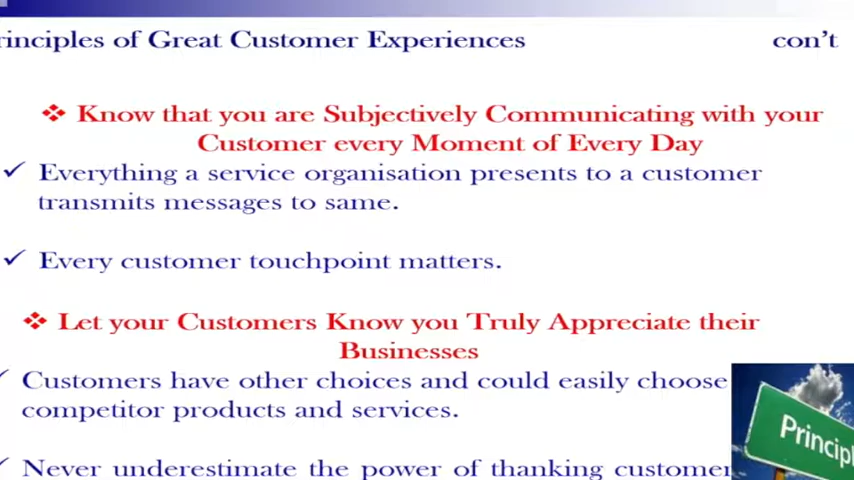 rinciples of Great Customer Experiences con't
❖ Know that you are Subjectively Communicating with your
Customer every Moment of Every Day
✓ Everything a service organisation presents to a customer
transmits messages to same.
✓ Every customer touchpoint matters.
❖ Let your Customers Know you Truly Appreciate their
Businesses
✓ Customers have other choices and could easily choose
competitor products and services.
✓ Never underestimate the power of thanking customer
Principl